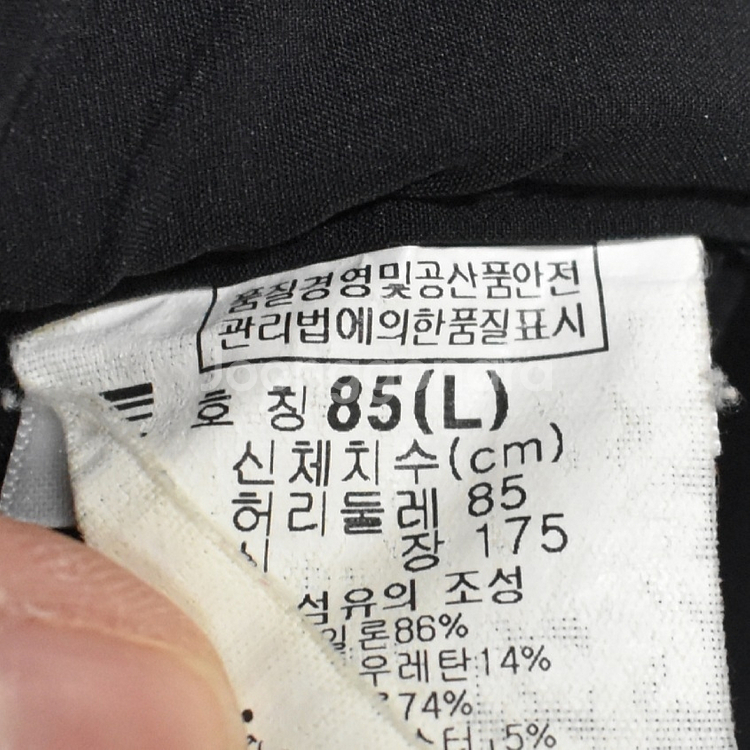 품질경영및공산품안전
관리법에의한품질표시
호 칭 85(L)
신체치수(cm)
허리둘레 85
장 175
섬유의 조성
일론86%
우레탄14%
74%
5%